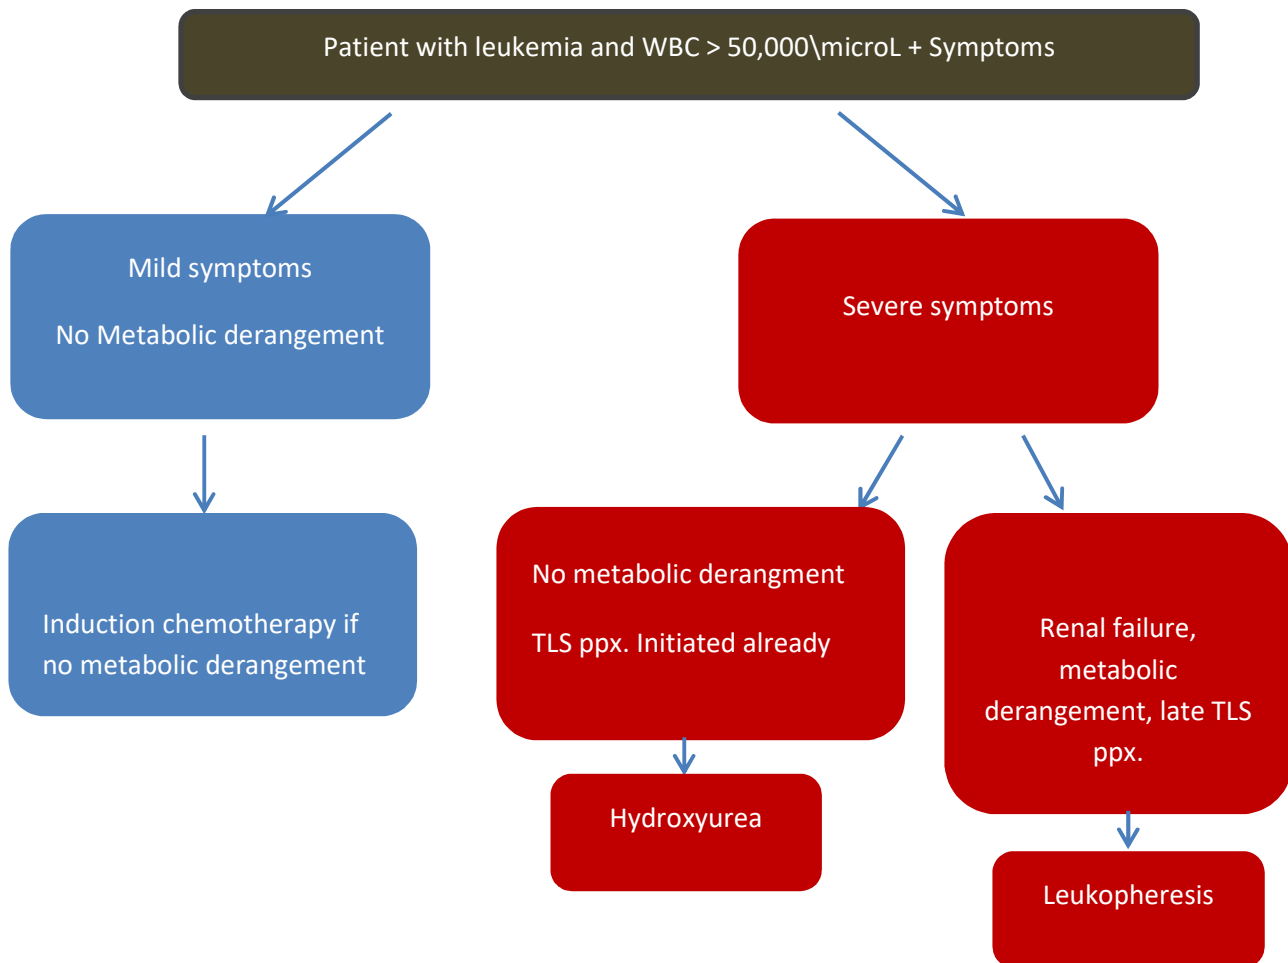 Patient with leukemia and WBC > 50,000\microL + Symptoms
Mild symptoms
No Metabolic derangement
Severe symptoms
Induction chemotherapy if
no metabolic derangement
No metabolic derangment
TLS ppx. Initiated already
Renal failure,
metabolic
derangement, late TLS
ppx.
Hydroxyurea
Leukopheresis